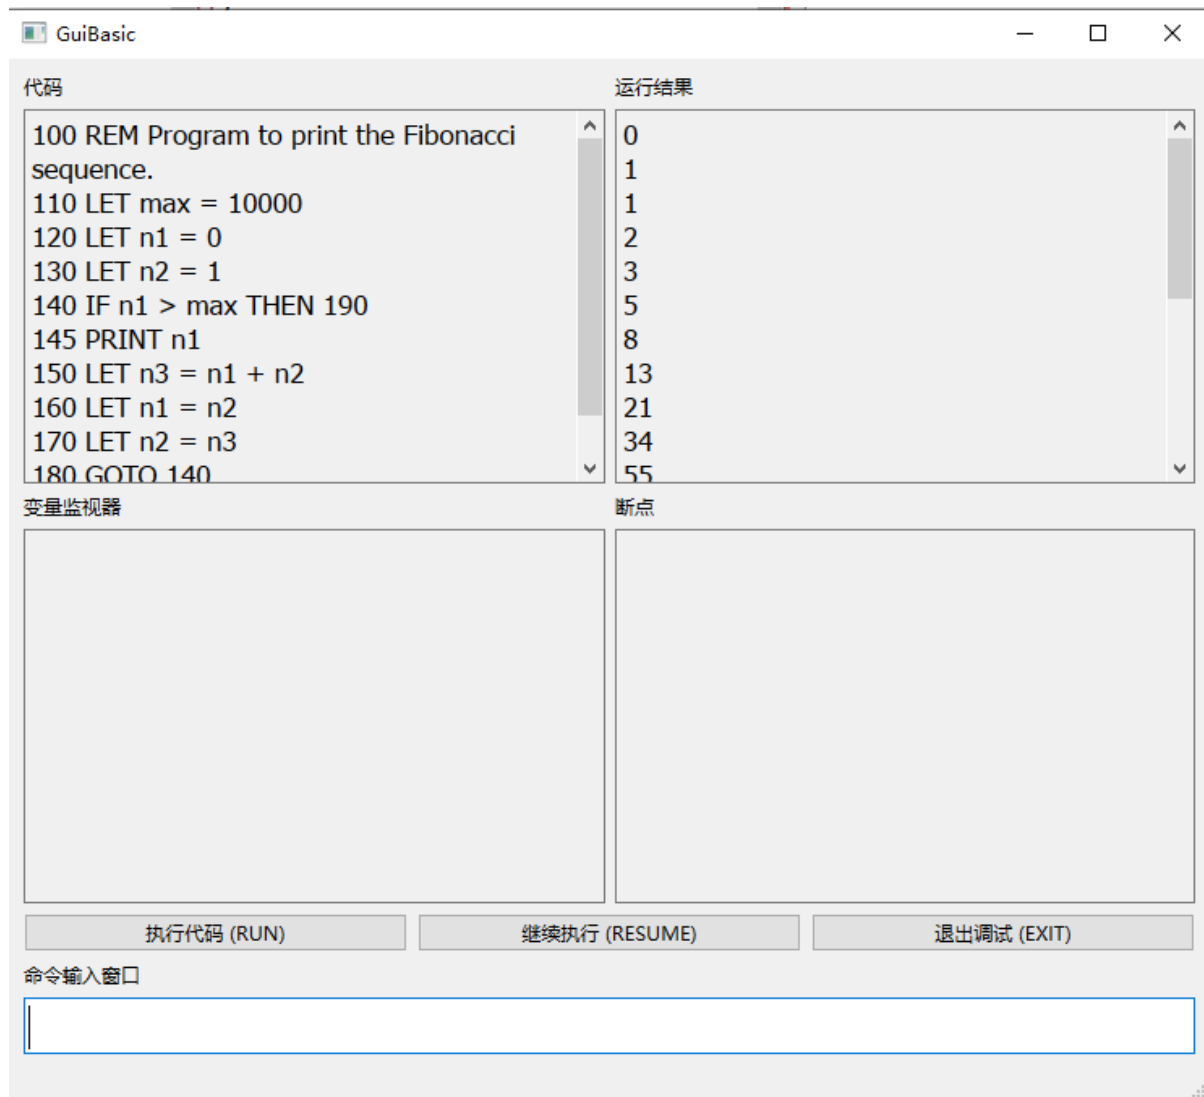 GuiBasic
代码
100 REM Program to print the Fibonacci
sequence.
110 LET max = 10000
120 LET n1 = 0
130 LET n2 = 1
140 IF n1 > max THEN 190
145 PRINT n1
150 LET n3 = n1 + n2
160 LET n1 = n2
170 LET n2 = n3
180 GOTO 140
运行结果
0
1
1
2
3
5
8
13
21
34
55
变量监视器
断点
执行代码 (RUN)
继续执行 (RESUME)
退出调试 (EXIT)
命令输入窗口